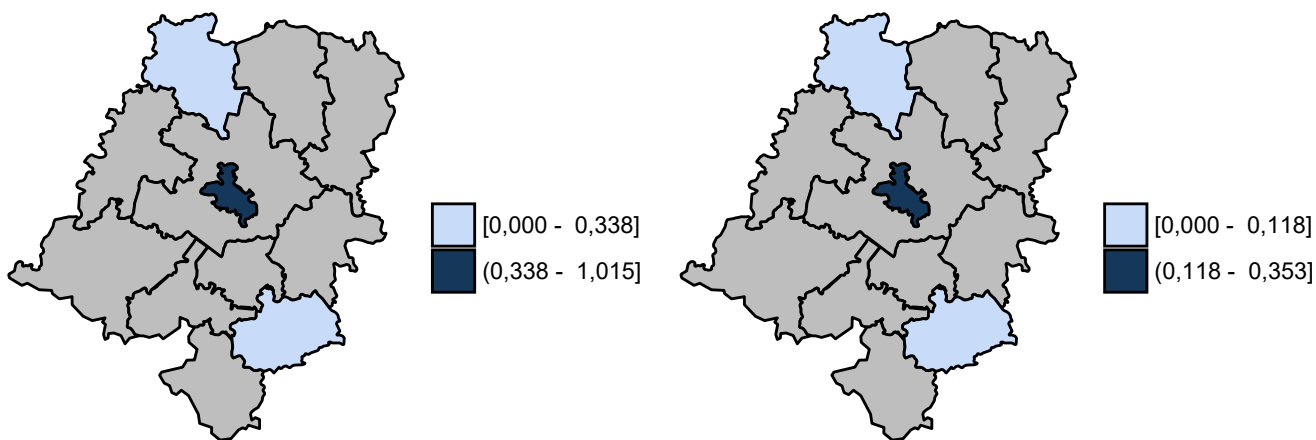 [0,000 - 0,338]
(0,338 - 1,015]
[0,000 - 0,118]
(0,118 - 0,353]